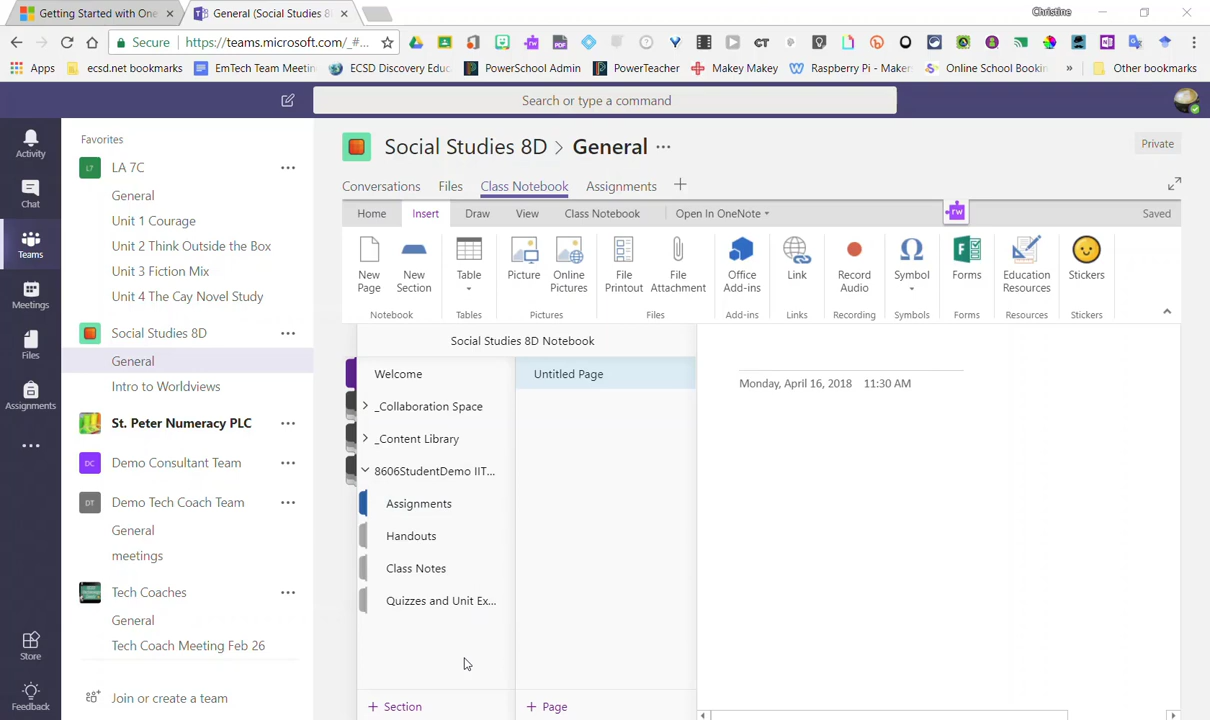 Getting Started with One
General (Social Studies 8
Christine
Secure https://teams.microsoft.com/_#...
Apps ecsd.net bookmarks EmTech Team Meetin ECSD Discovery Educ PowerSchool Admin PowerTeacher Makey Makey Raspberry Pi - Maker Online School Bookin » Other bookmarks
Search or type a command
Activity
Chat
Teams
Meetings
Files
Assignments
Store
Feedback
Favorites
L7 LA 7C
General
Unit 1 Courage
Unit 2 Think Outside the Box
Unit 3 Fiction Mix
Unit 4 The Cay Novel Study
Social Studies 8D
General
Intro to Worldviews
St. Peter Numeracy PLC
DC Demo Consultant Team
DT Demo Tech Coach Team
General
meetings
Tech Coaches
General
Tech Coach Meeting Feb 26
Join or create a team
Social Studies 8D > General ···
Private
Conversations Files Class Notebook Assignments +
Home Insert Draw View Class Notebook Open In OneNote rw Saved
New Page
New Section
Table
Picture
Online Pictures
File Printout
File Attachment
Office Add-ins
Link
Record Audio
Symbol
Forms
Education Resources
Stickers
Notebook Tables Pictures Files Add-ins Links Recording Symbols Forms Resources Stickers
Social Studies 8D Notebook
Welcome
_Collaboration Space
_Content Library
8606StudentDemo IIT...
Assignments
Handouts
Class Notes
Quizzes and Unit Ex...
+ Section
Untitled Page
+ Page
Monday, April 16, 2018 11:30 AM